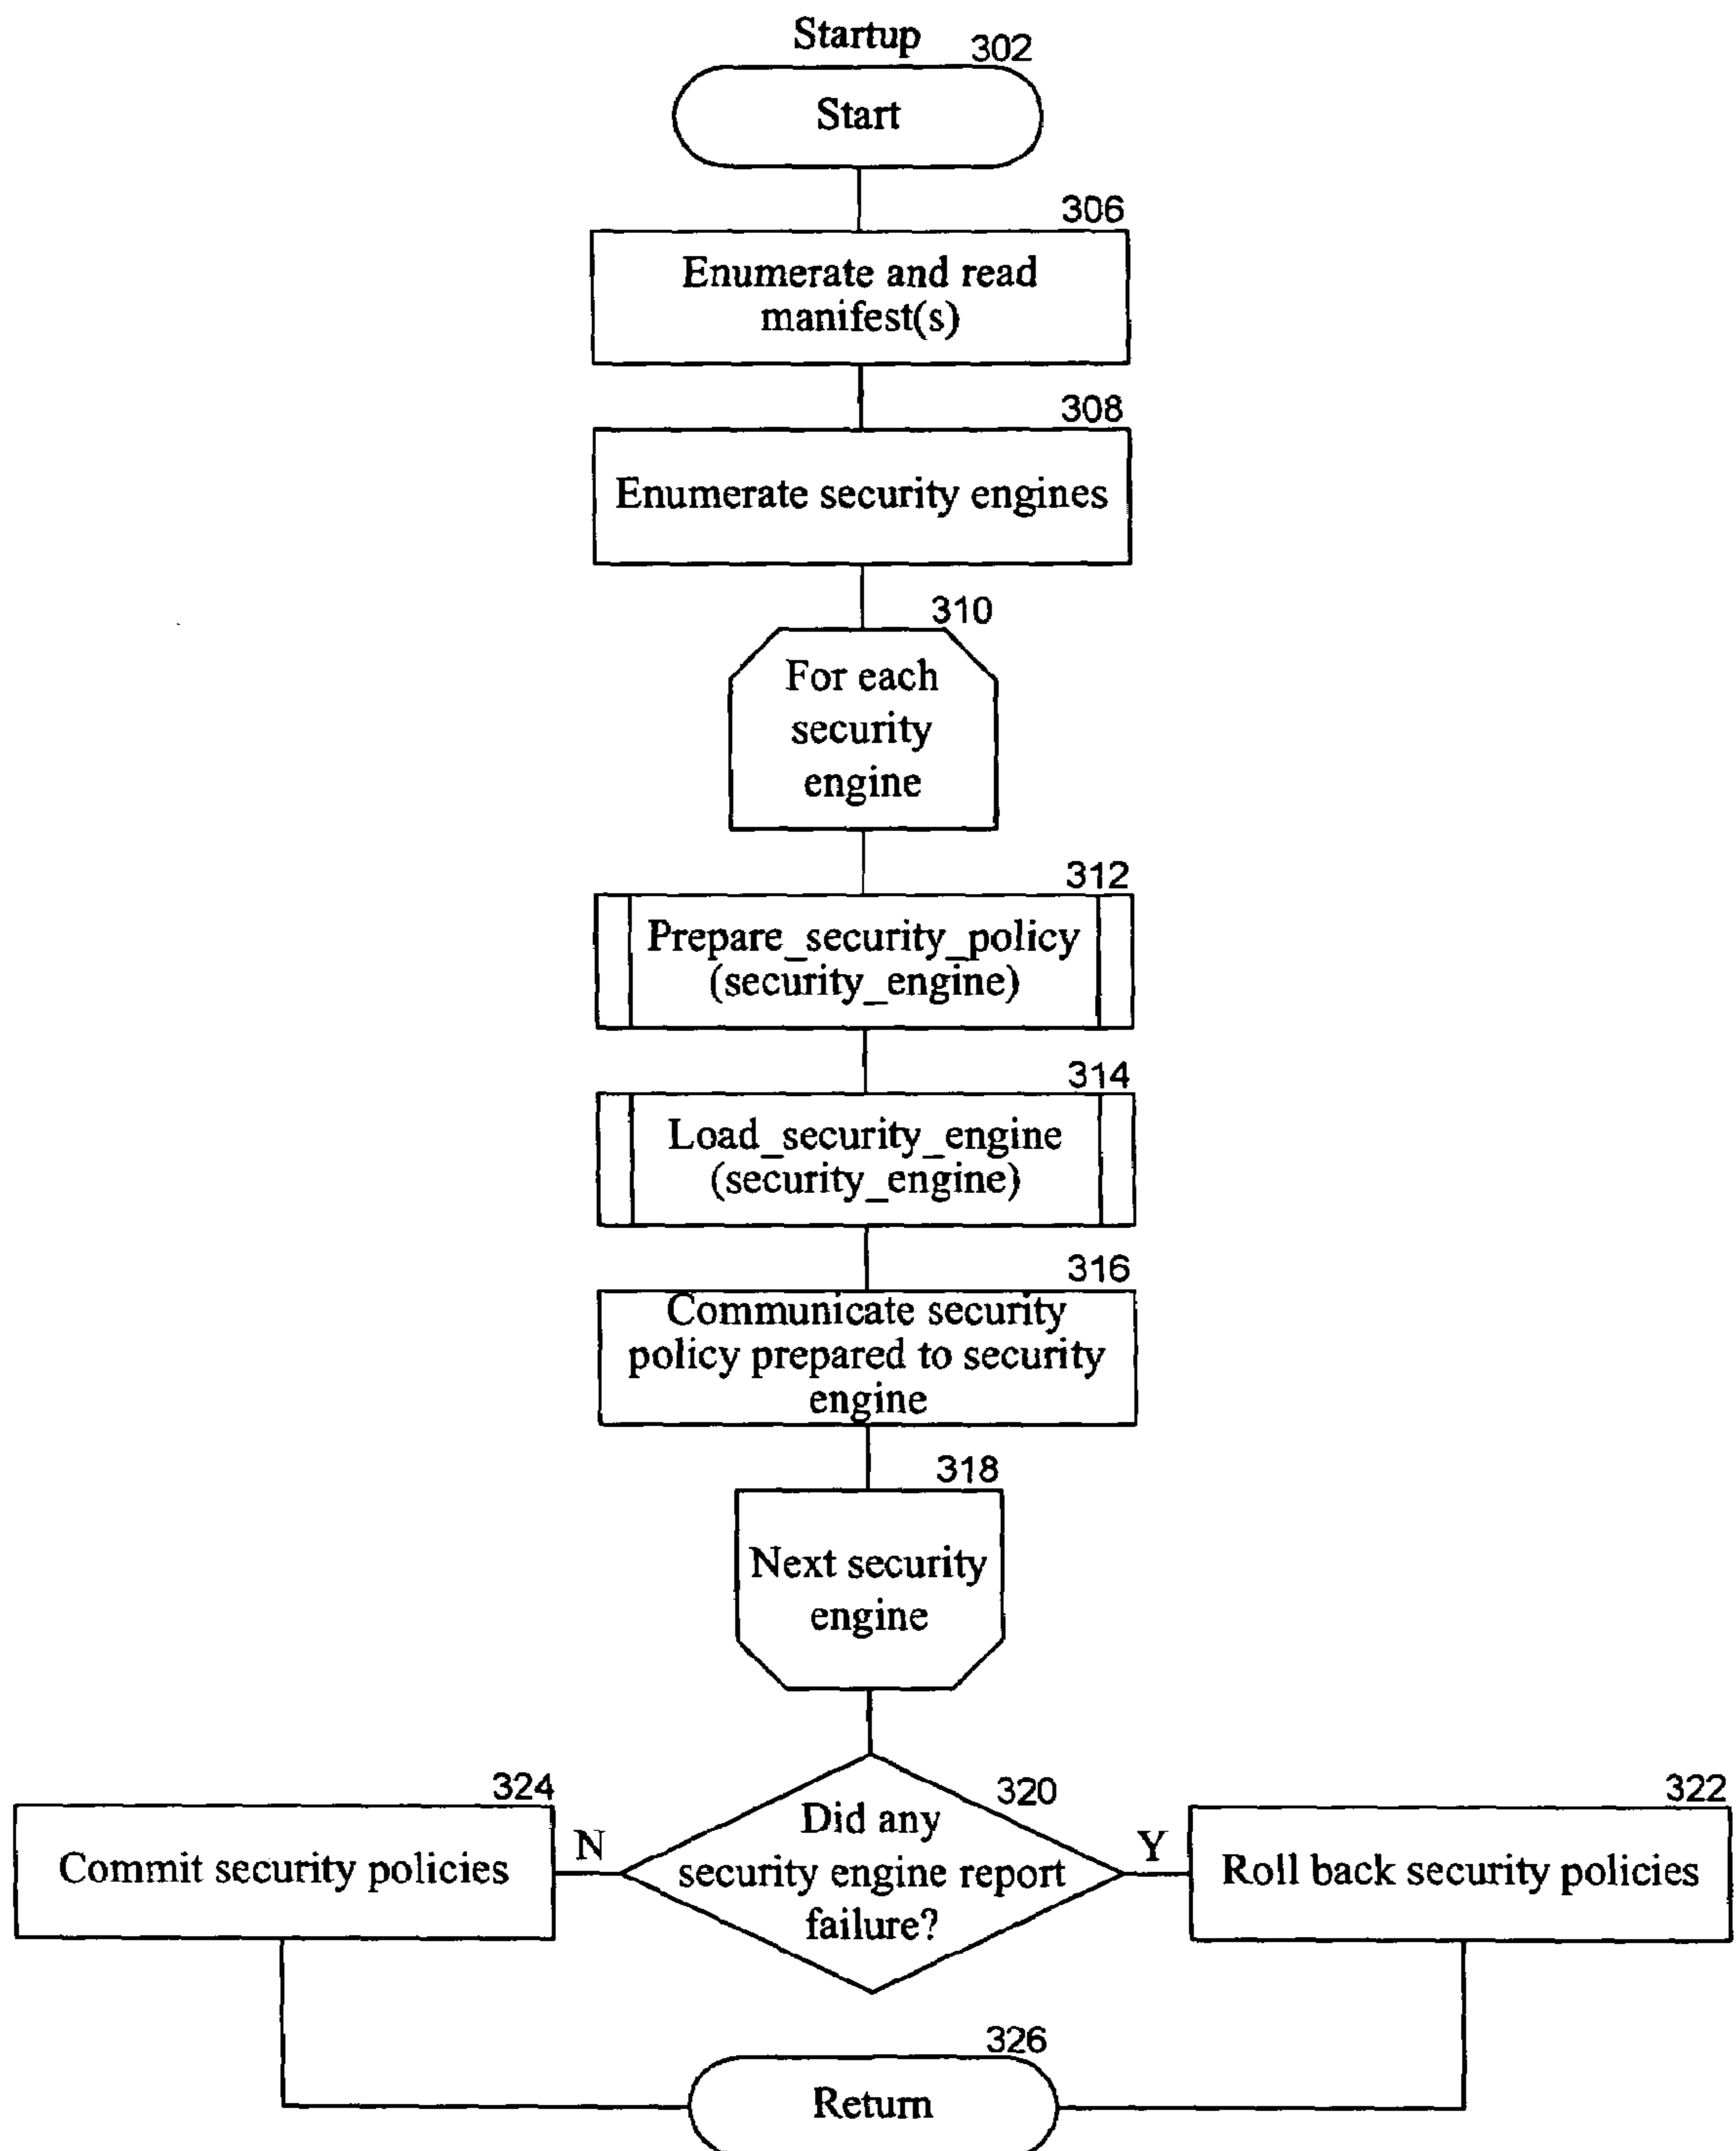 Startup
302
Start
306
Enumerate and read
manifest(s)
308
Enumerate security engines
310
For each
security
engine
312
Prepare_security_policy
(security_engine)
314
Load_security_engine
(security_engine)
316
Communicate security
policy prepared to security
engine
318
Next security
engine
320
Did any
security engine report
failure?
N
Y
324
Commit security policies
322
Roll back security policies
326
Return